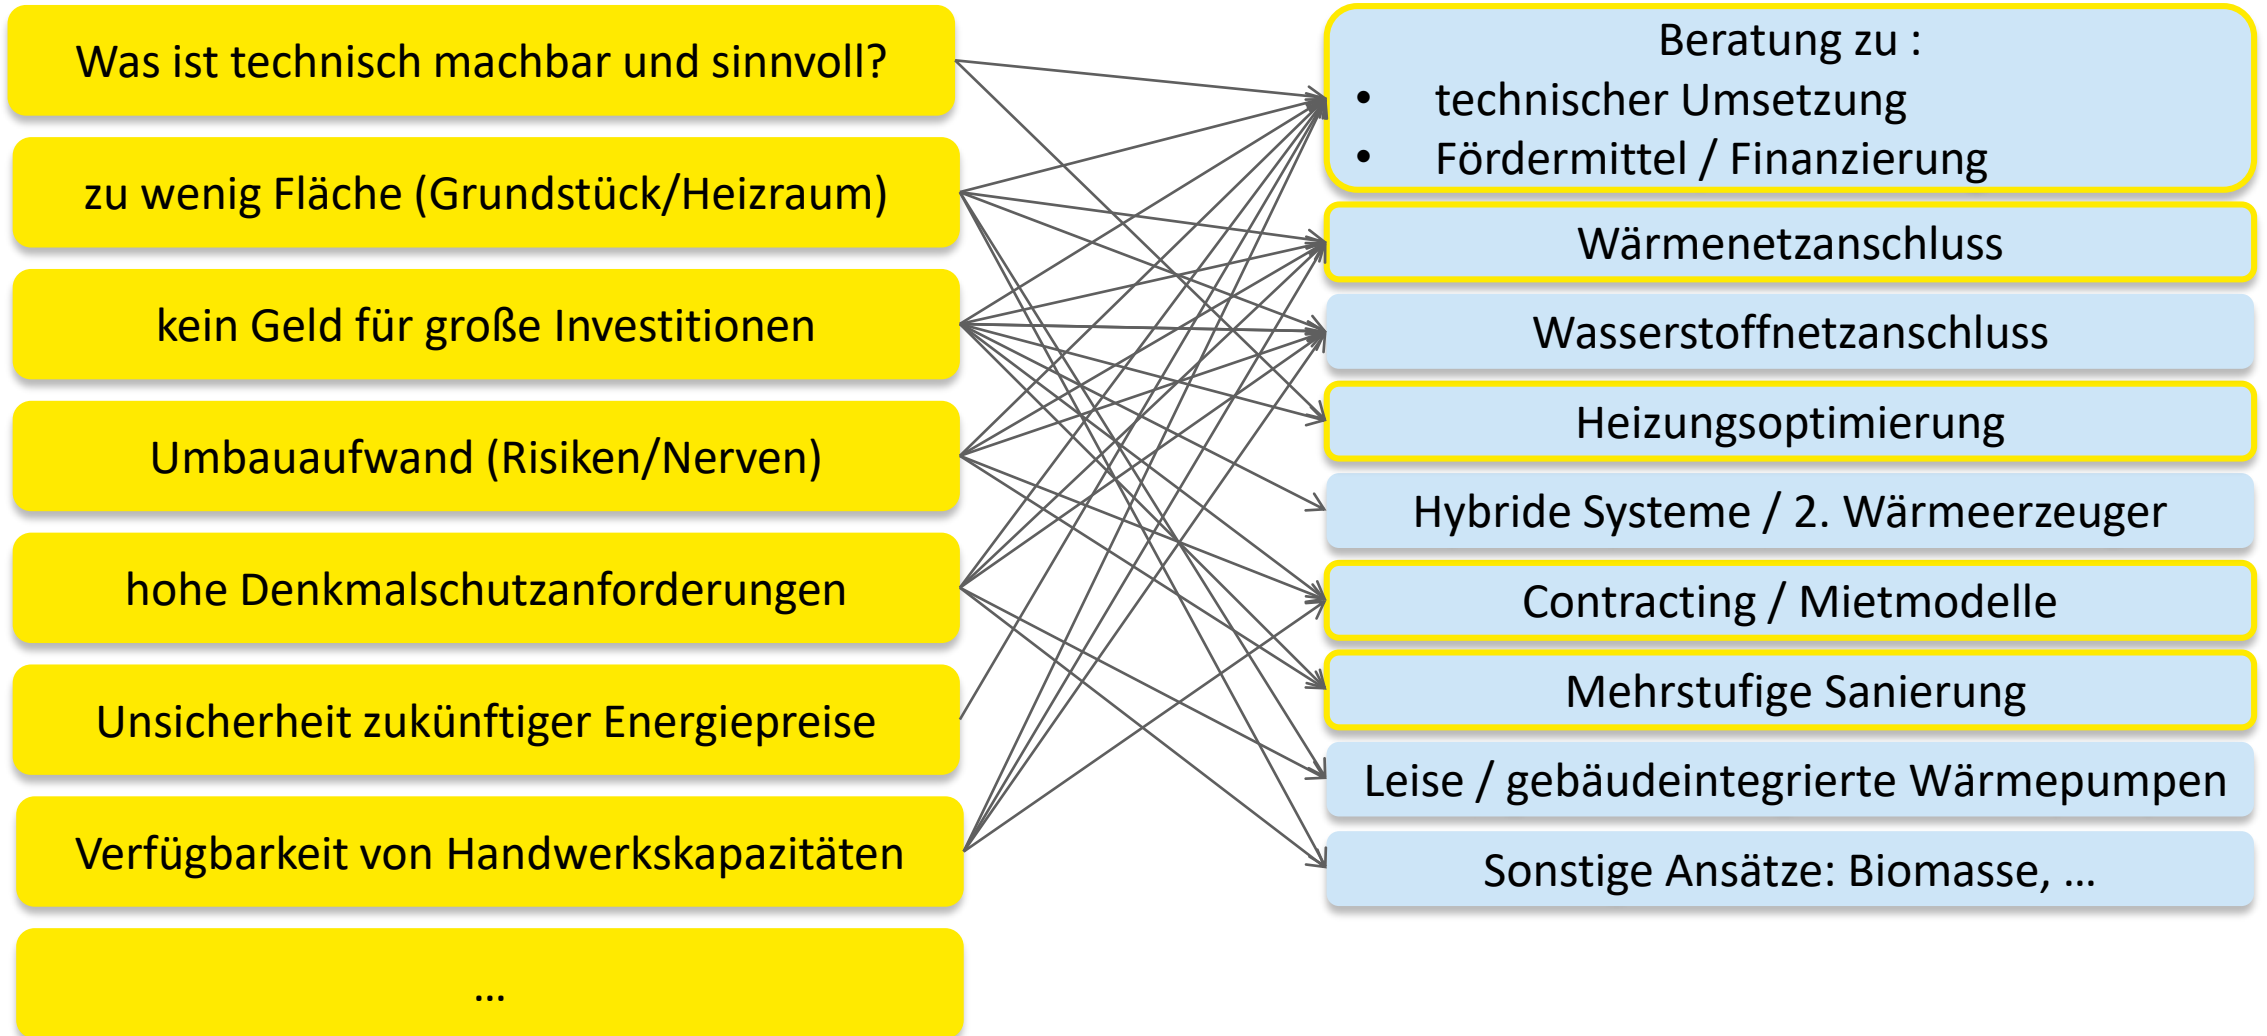 Was ist technisch machbar und sinnvoll?
zu wenig Fläche (Grundstück/Heizraum)
kein Geld für große Investitionen
Umbauaufwand (Risiken/Nerven)
hohe Denkmalschutzanforderungen
Unsicherheit zukünftiger Energiepreise
Verfügbarkeit von Handwerkskapazitäten
...
Beratung zu :
• technischer Umsetzung
• Fördermittel / Finanzierung
Wärmenetzanschluss
Wasserstoffnetzanschluss
Heizungsoptimierung
Hybride Systeme / 2. Wärmeerzeuger
Contracting / Mietmodelle
Mehrstufige Sanierung
Leise / gebäudeintegrierte Wärmepumpen
Sonstige Ansätze: Biomasse, ...